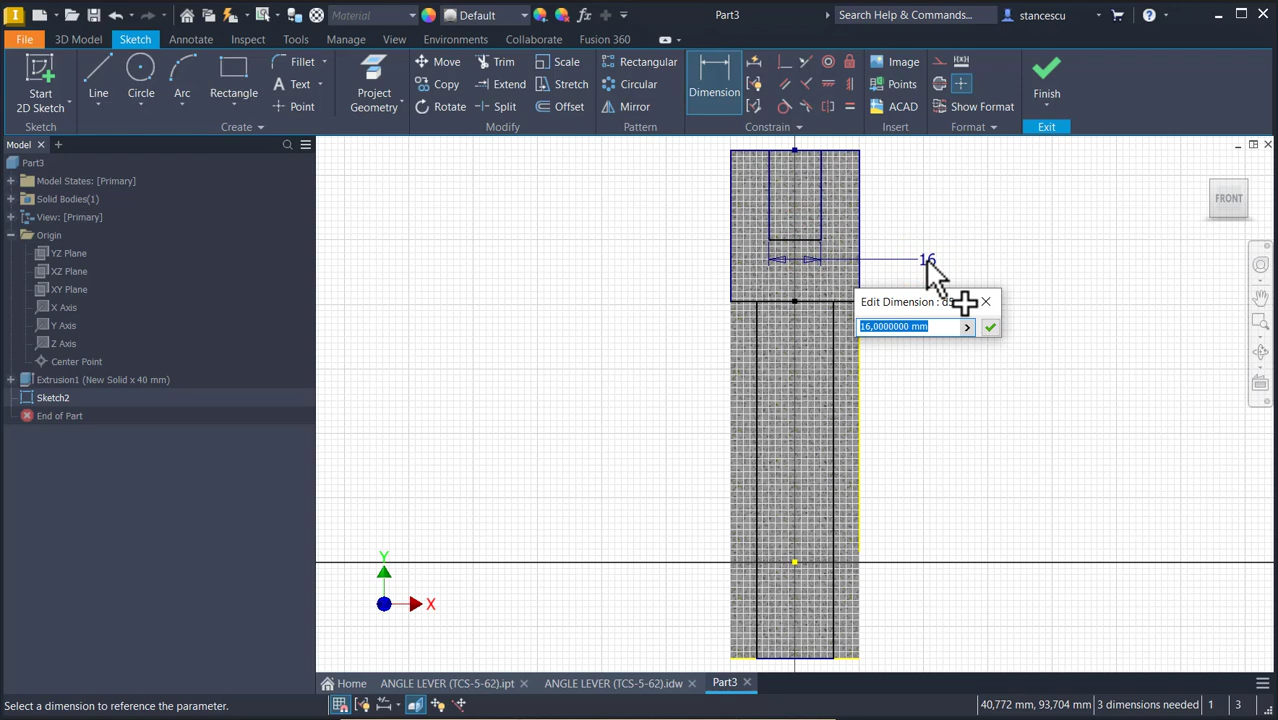 Material
Default
Part3
Search Help & Commands...
stancescu
File
3D Model
Sketch
Annotate
Inspect
Tools
Manage
View
Environments
Collaborate
Fusion 360
Start
2D Sketch
Line
Circle
Arc
Rectangle
Fillet
Text
Point
Project
Geometry
Move
Copy
Rotate
Trim
Extend
Split
Scale
Stretch
Offset
Rectangular
Circular
Mirror
Dimension
Image
Points
ACAD
Show Format
Finish
Sketch
Create
Modify
Pattern
Constrain
Insert
Format
Exit
Model
Part3
Model States: [Primary]
Solid Bodies(1)
View: [Primary]
Origin
YZ Plane
XZ Plane
XY Plane
X Axis
Y Axis
Z Axis
Center Point
Extrusion1 (New Solid x 40 mm)
Sketch2
End of Part
FRONT
16
Edit Dimension :
16,0000000 mm
Y
X
Home
ANGLE LEVER (TCS-5-62).ipt
ANGLE LEVER (TCS-5-62).idw
Part3
Select a dimension to reference the parameter.
40,772 mm, 93,704 mm
3 dimensions needed
1
3